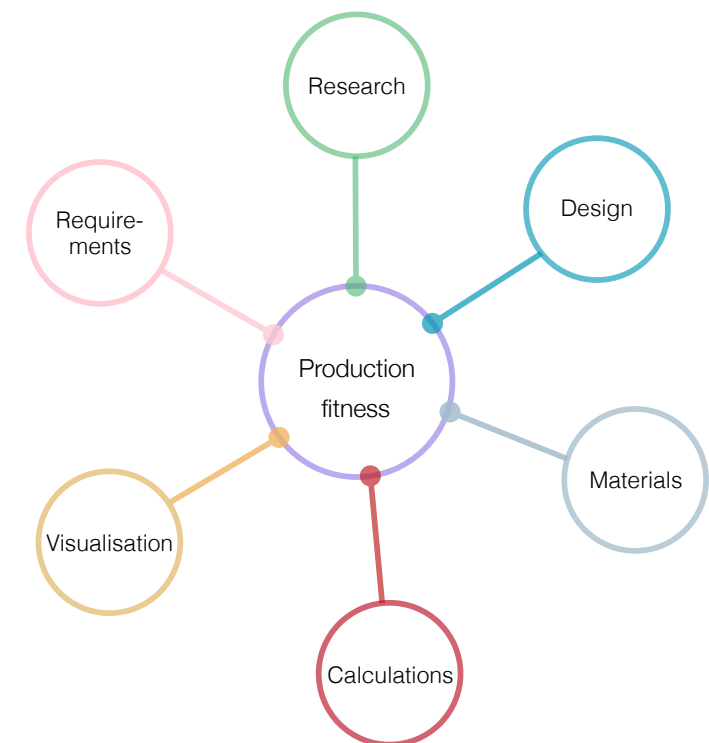 Research
Design
Require-
ments
Production
fitness
Materials
Visualisation
Calculations